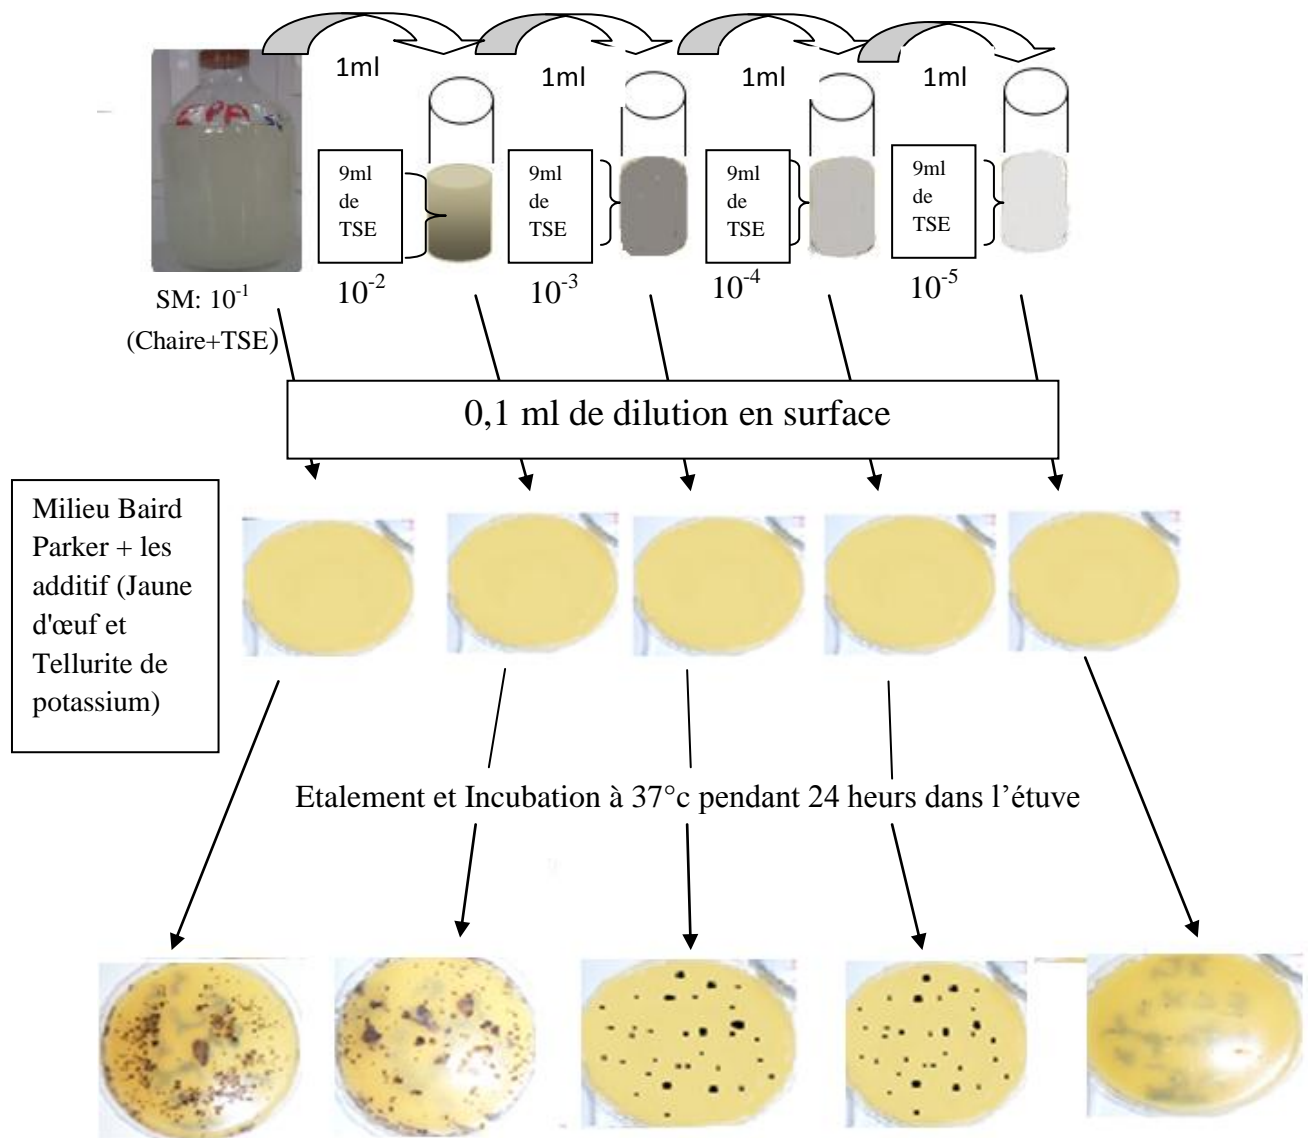 1ml
1ml
1ml
1ml
9ml
de
TSE
9ml
de
TSE
9ml
de
TSE
9ml
de
TSE
SM: 10⁻¹
(Chaire+TSE)
10⁻²
10⁻³
10⁻⁴
10⁻⁵
0,1 ml de dilution en surface
Milieu Baird
Parker + les
additif (Jaune
d'œuf et
Tellurite de
potassium)
Etalement et Incubation à 37°c pendant 24 heurs dans l’étuve